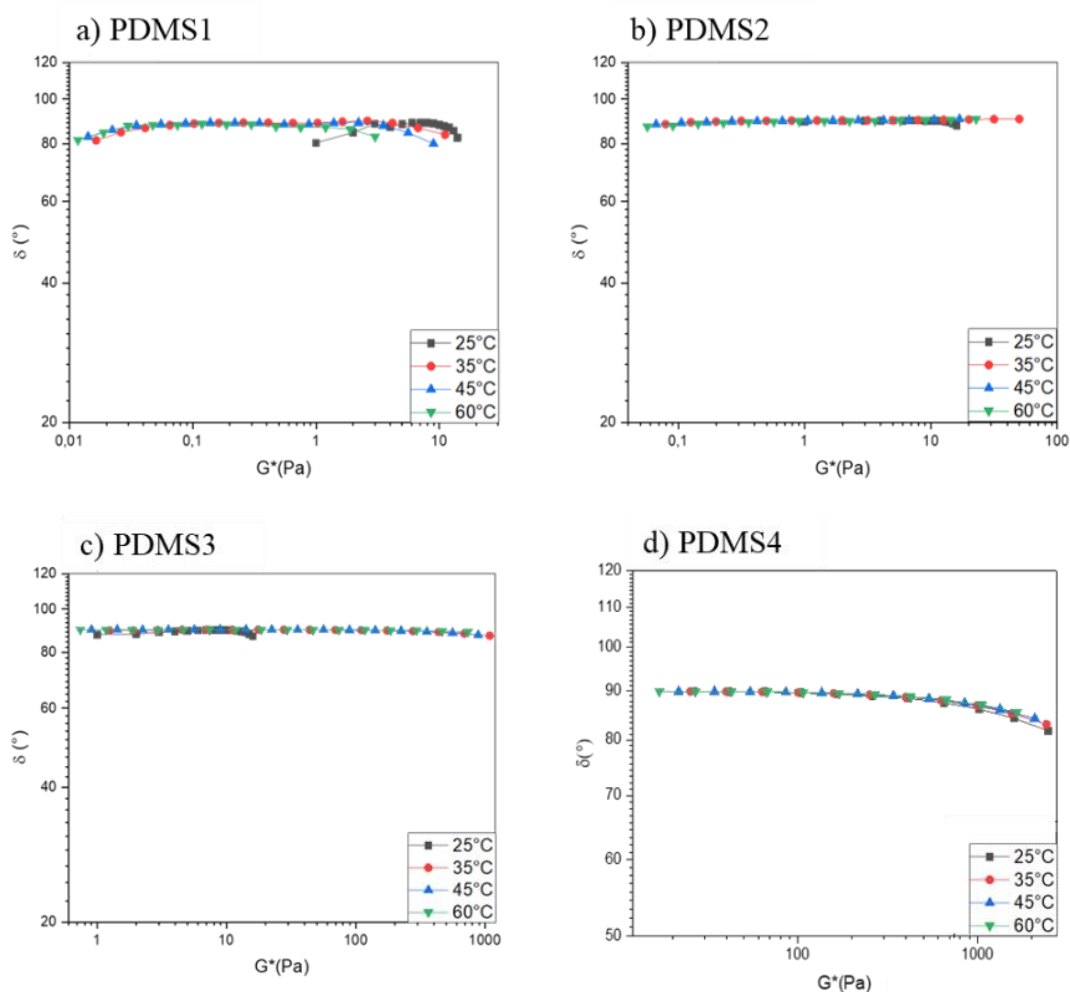 a) PDMS1
120
100
80
60
40
20
δ (°)
0,01
0,1
1
10
G*(Pa)
25°C
35°C
45°C
60°C
b) PDMS2
120
100
80
60
40
20
δ (°)
0,1
1
10
100
G*(Pa)
25°C
35°C
45°C
60°C
c) PDMS3
120
100
80
60
40
20
δ (°)
1
10
100
1000
G*(Pa)
25°C
35°C
45°C
60°C
d) PDMS4
120
110
100
90
80
70
60
50
δ(°)
100
1000
G*(Pa)
25°C
35°C
45°C
60°C